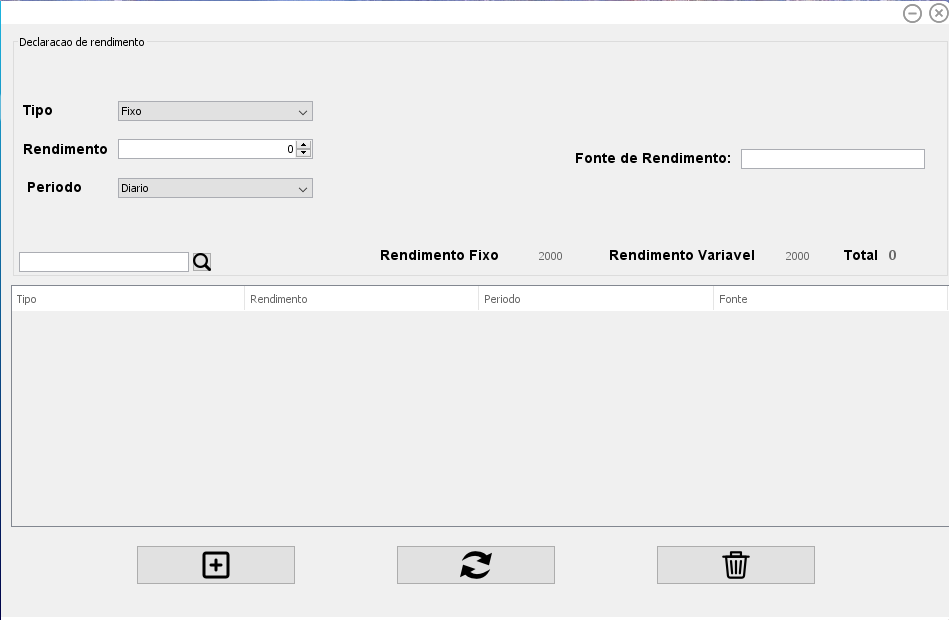 Declaracao de rendimento
Tipo Fixo
Rendimento 0
Fonte de Rendimento:
Periodo Diario
Rendimento Fixo 2000 Rendimento Variavel 2000 Total 0
Tipo Rendimento Periodo Fonte